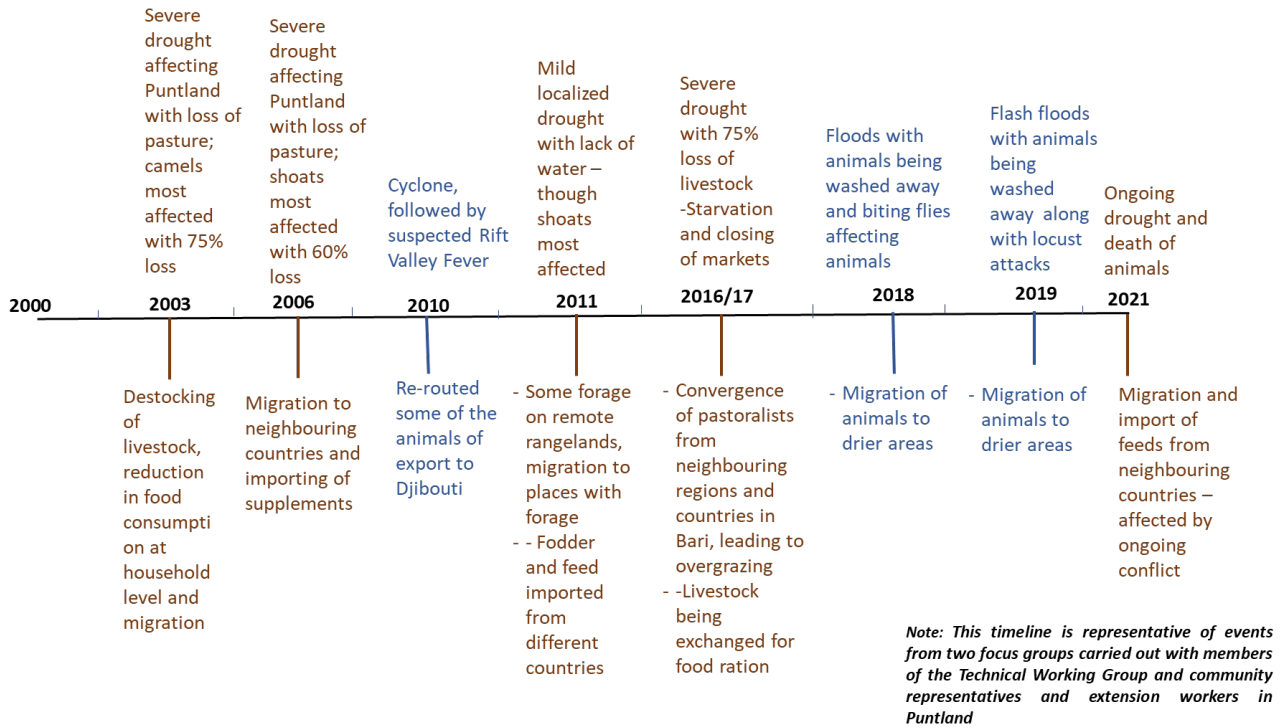 Severe
drought
affecting
Puntland
with loss of
pasture;
camels
most
affected
with 75%
loss
Severe
drought
affecting
Puntland
with loss of
pasture;
shoats
most
affected
with 60%
loss
Cyclone,
followed by
suspected Rift
Valley Fever
Mild
localized
drought
with lack of
water –
though
shoats
most
affected
Severe
drought
with 75%
loss of
livestock
-Starvation
and closing
of markets
Floods with
animals being
washed away
and biting flies
affecting
animals
Flash floods
with animals
being
washed
away along
with locust
attacks
Ongoing
drought and
death of
animals
2000
2003
2006
2010
2011
2016/17
2018
2019
2021
Destocking
of
livestock,
reduction
in food
consumpti
on at
household
level and
migration
Migration to
neighbouring
countries and
importing of
supplements
Re-routed
some of the
animals of
export to
Djibouti
- Some forage
on remote
rangelands,
migration to
places with
forage
- - Fodder
and feed
imported
from
different
countries
- Convergence
of pastoralists
from
neighbouring
regions and
countries in
Bari, leading to
overgrazing
- -Livestock
being
exchanged for
food ration
- Migration of
animals to
drier areas
- Migration of
animals to
drier areas
Migration and
import of
feeds from
neighbouring
countries –
affected by
ongoing
conflict
Note: This timeline is representative of events
from two focus groups carried out with members
of the Technical Working Group and community
representatives and extension workers in
Puntland